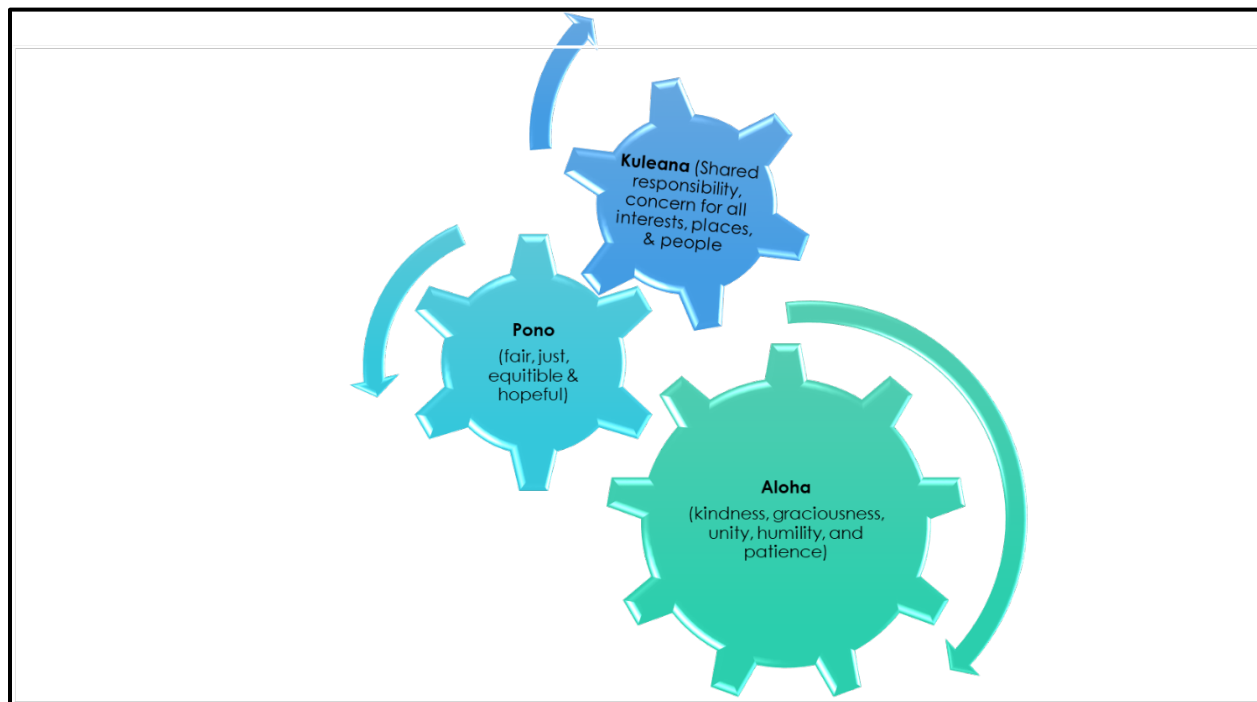 Kuleana (Shared
responsibility,
concern for all
interests, places,
& people
Pono
(fair, just,
equitible &
hopeful)
Aloha
(kindness, graciousness,
unity, humility, and
patience)